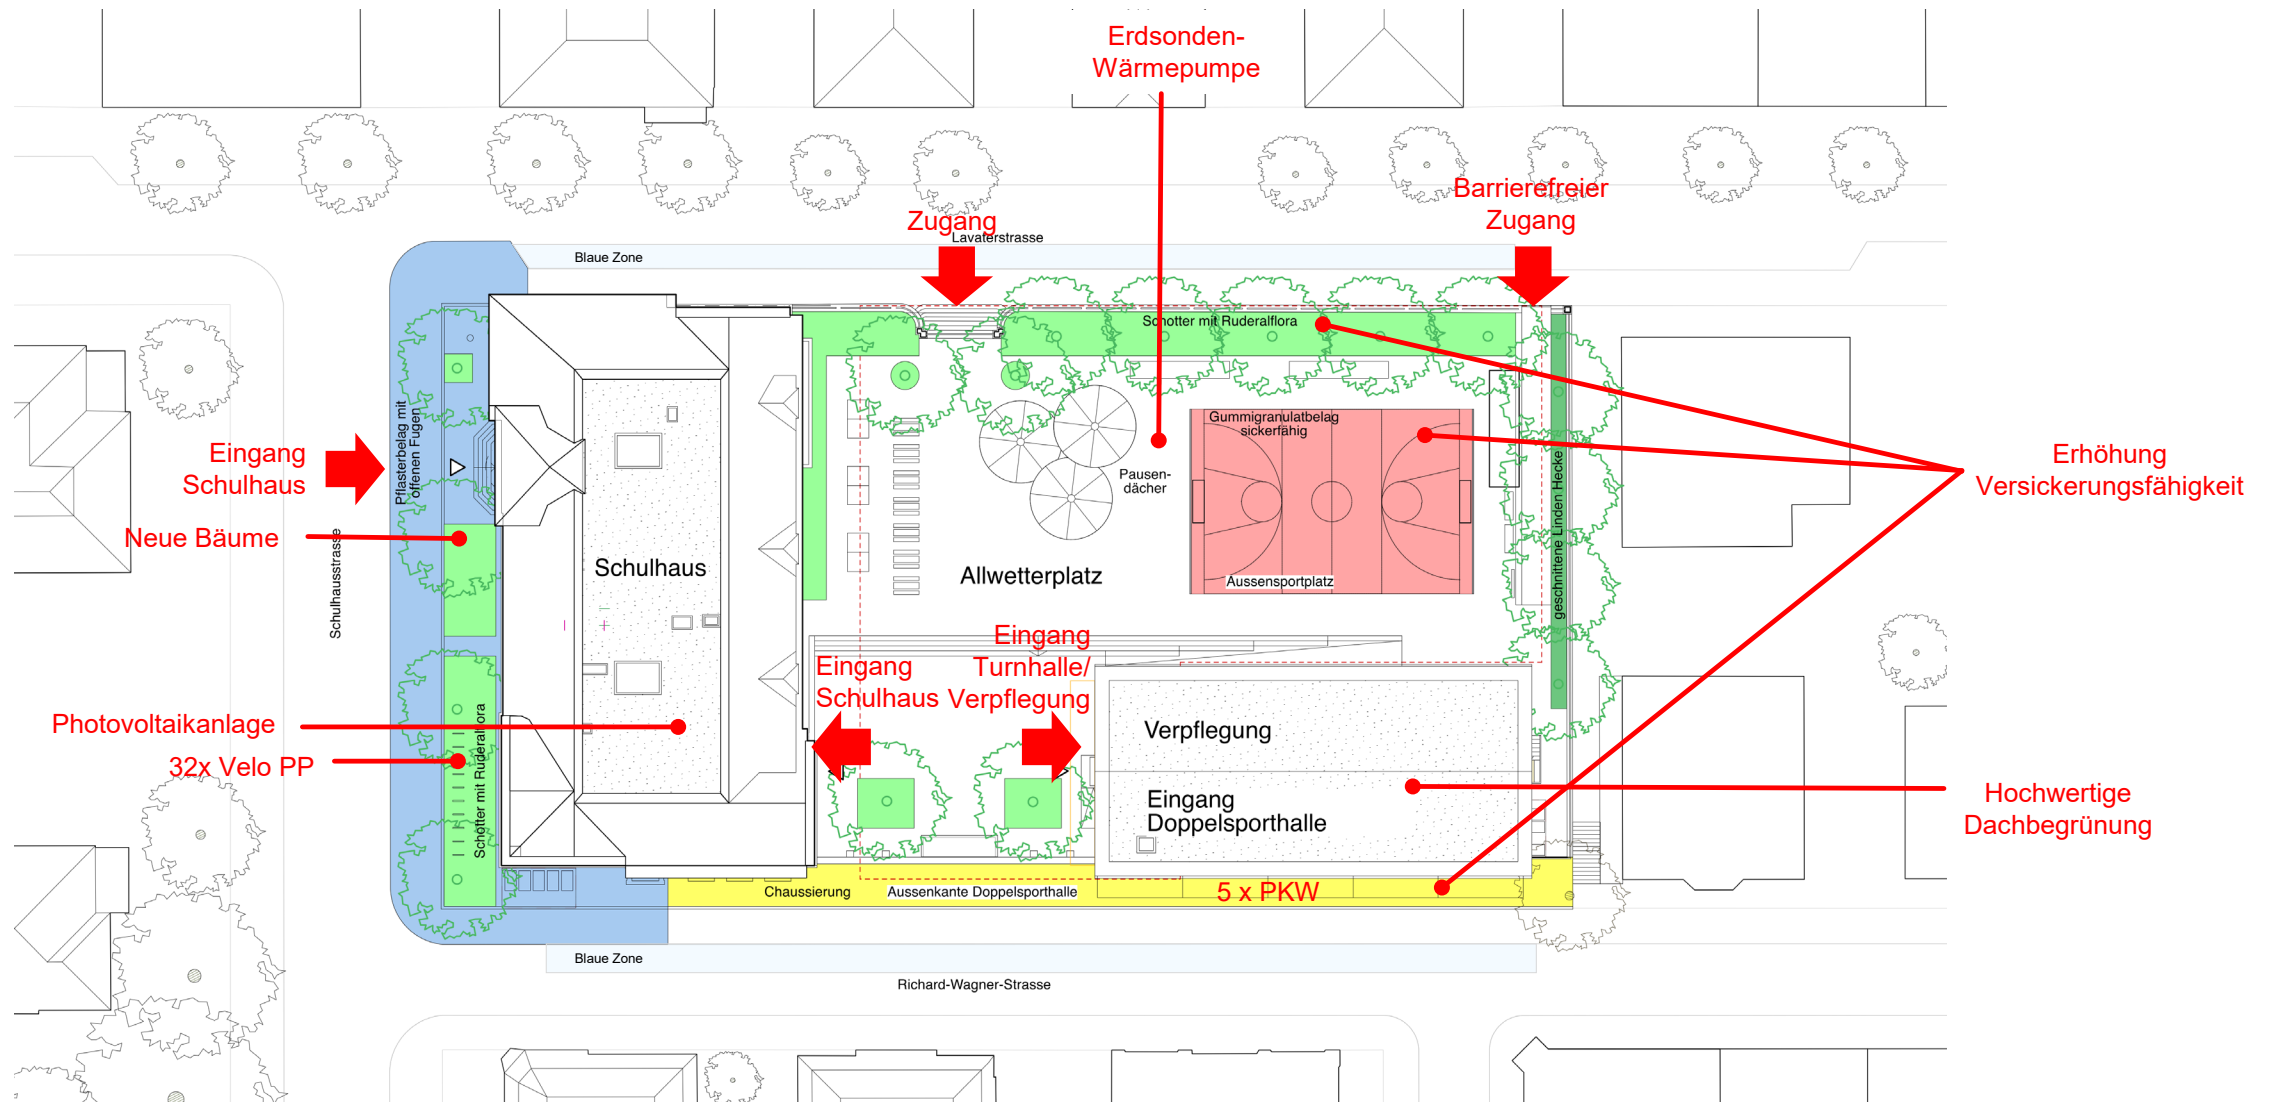 Erdsonden-
Wärmepumpe
Barrierefreier
Zugang
Zugang
Lavaterstrasse
Blaue Zone
Schotter mit Ruderalflora
Gummigranulatbelag
sickerfähig
Pflasterbelag mit
offenen Fugen
Eingang
Schulhaus
Pausen-
dächer
geschnittene Linden Hecke
Erhöhung
Versickerungsfähigkeit
Neue Bäume
Schulhausstrasse
Schulhaus
Allwetterplatz
Aussensportplatz
Eingang
Schulhaus
Eingang
Turnhalle/
Verpflegung
Photovoltaikanlage
32x Velo PP
Schotter mit Ruderalflora
Verpflegung
Eingang
Doppelsporthalle
Hochwertige
Dachbegrünung
Chaussierung
Aussenkante Doppelsporthalle
5 x PKW
Blaue Zone
Richard-Wagner-Strasse